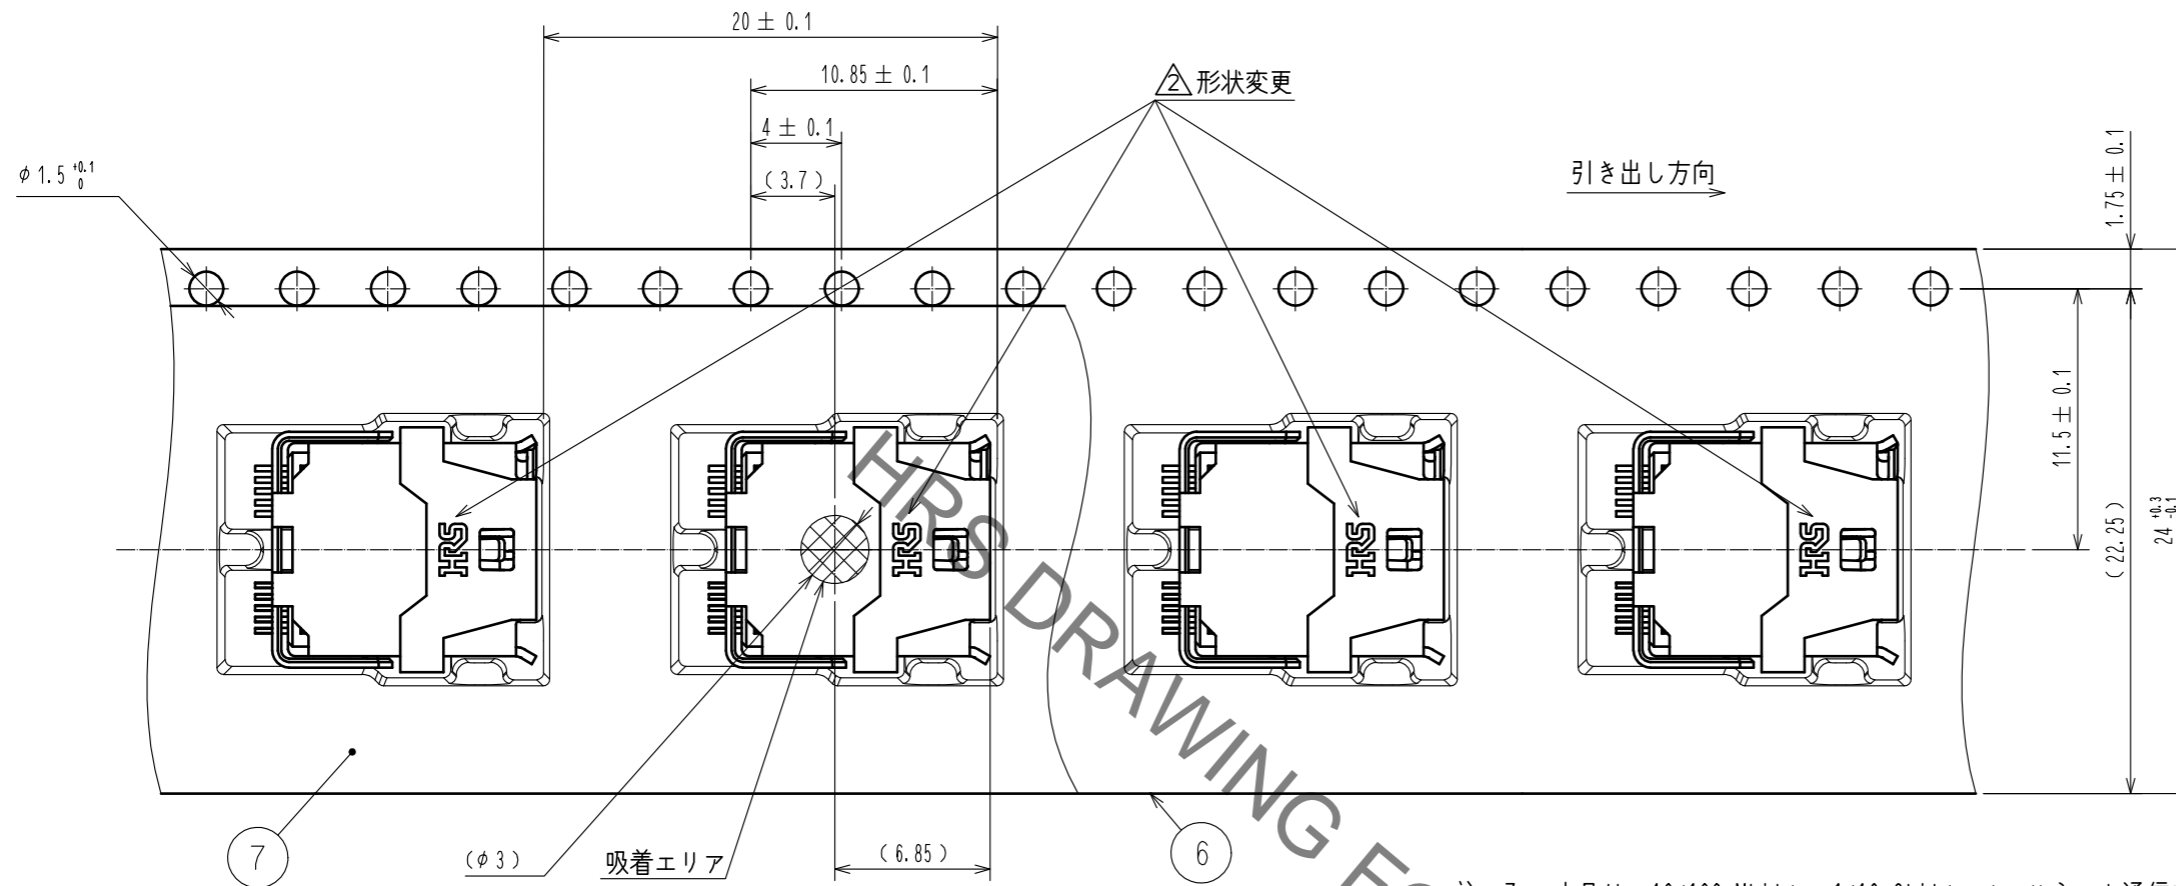 20 ± 0.1
10.85 ± 0.1
② 形状変更
4 ± 0.1
(3.7)
φ1.5 +0.1 0
引き出し方向
1.75 ± 0.1
11.5 ± 0.1
(22.25)
24 +0.3 -0.1
HRS
HRS
HRS
HRS
HRS DRAWING
7
(φ3)
吸着エリア
(6.85)
6